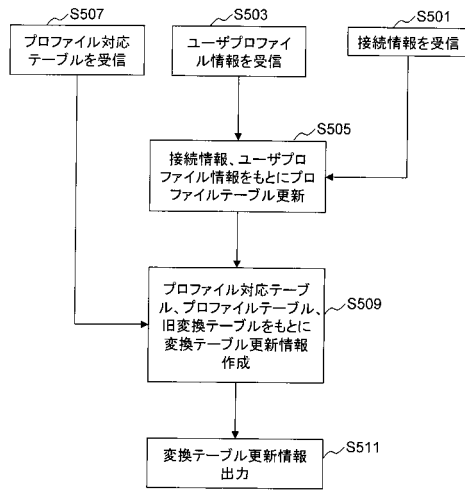 S507
プロファイル対応
テーブルを受信
S503
ユーザプロファイ
ル情報を受信
S501
接続情報を受信
S505
接続情報、ユーザプロ
ファイル情報をもとにプロ
ファイルテーブル更新
プロファイル対応テーブ
ル、プロファイルテーブル、
旧変換テーブルをもとに
変換テーブル更新情報
作成
S509
S511
変換テーブル更新情報
出力